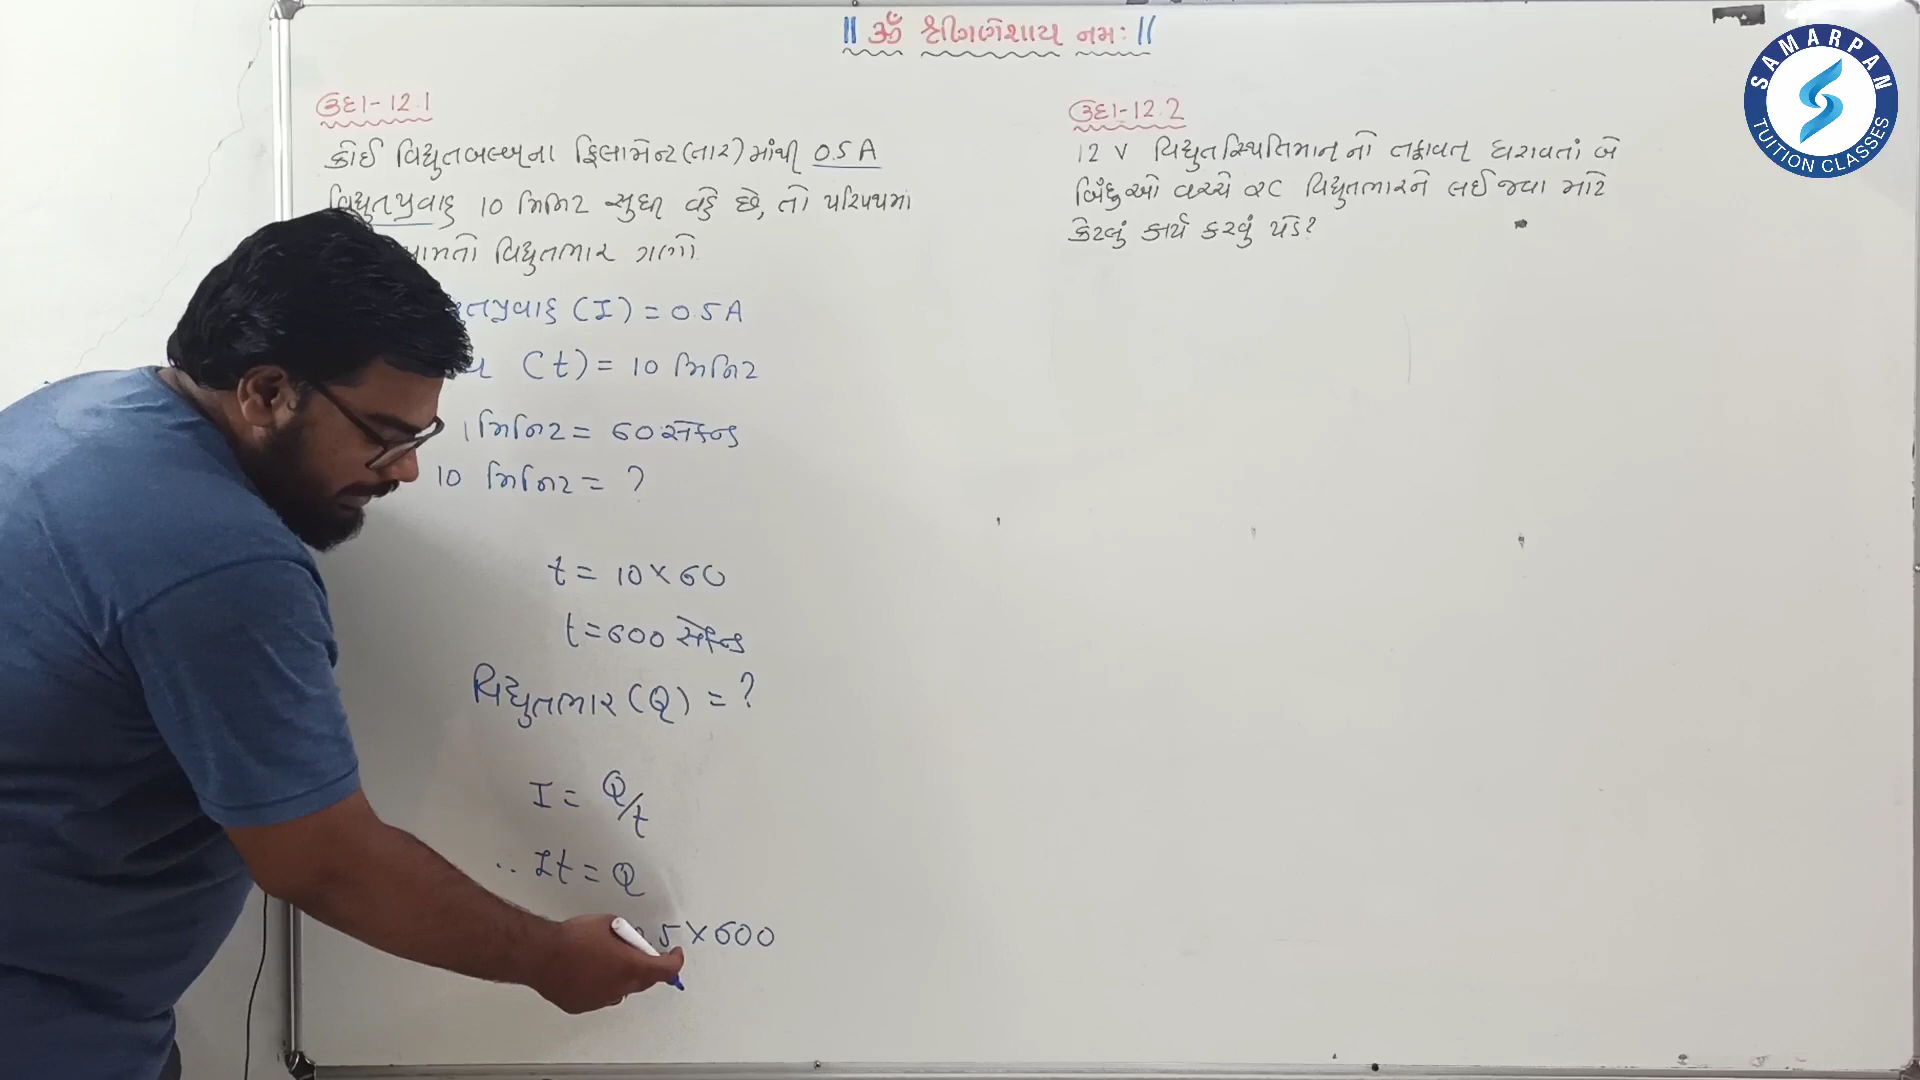 || ૐ શ્રી ગણેશાય નમઃ ||
SAMARPAN
TUITION CLASSES
ઉદા-12.1
કોઈ વિદ્યુતબલ્બના ફિલામેન્ટ(તાર)માંથી 0.5 A
વિદ્યુતપ્રવાહ 10 મિનિટ સુધી વહે છે, તો પરિપથમાં
વિદ્યુતભાર ગણો.
(I) = 0.5 A
(t) = 10 મિનિટ
1 મિનિટ = 60 સેકન્ડ
10 મિનિટ = ?
t = 10 × 60
t = 600 સેકન્ડ
વિદ્યુતભાર (Q) = ?
I = Q/t
∴ It = Q
5 × 600
ઉદા-12.2
12 V વિદ્યુતસ્થિતિમાન નો તફાવત ધરાવતાં બે
બિંદુઓ વચ્ચે ૨C વિદ્યુતભારને લઈ જવા માટે
કેટલું કાર્ય કરવું પડે?